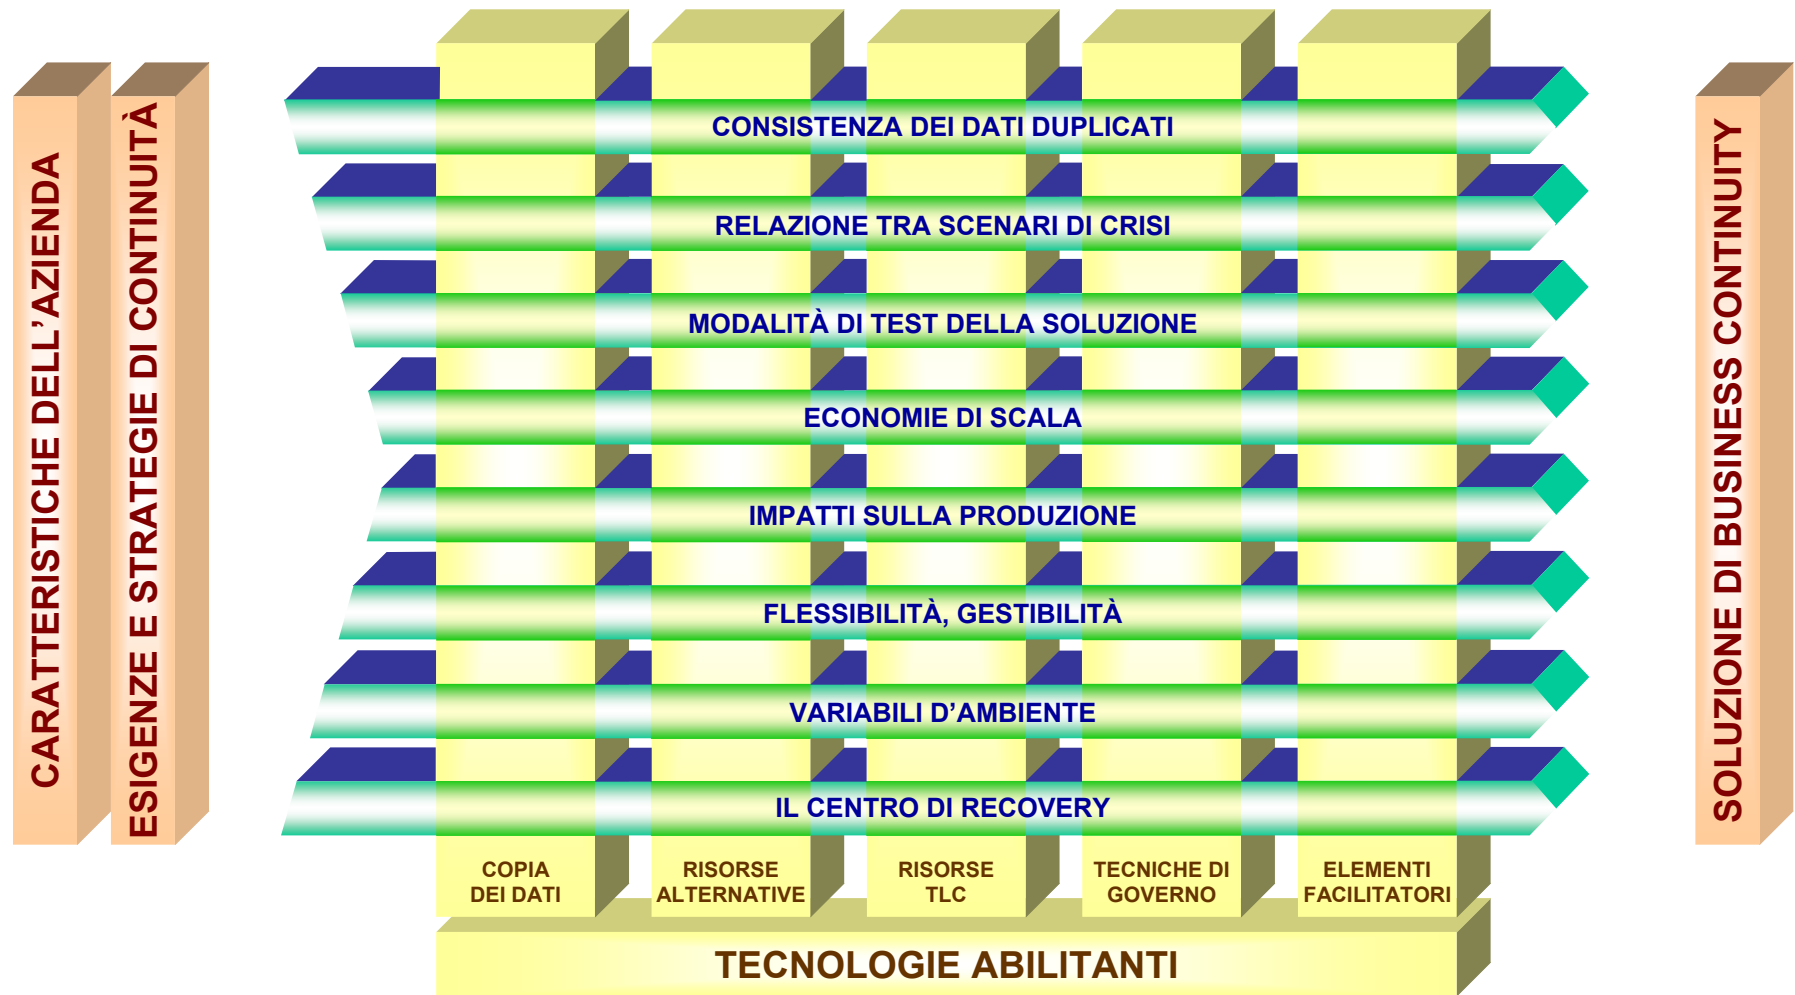 CARATTERISTICHE DELL’AZIENDA
ESIGENZE E STRATEGIE DI CONTINUITÀ
CONSISTENZA DEI DATI DUPLICATI
RELAZIONE TRA SCENARI DI CRISI
MODALITÀ DI TEST DELLA SOLUZIONE
ECONOMIE DI SCALA
IMPATTI SULLA PRODUZIONE
FLESSIBILITÀ, GESTIBILITÀ
VARIABILI D’AMBIENTE
IL CENTRO DI RECOVERY
COPIA
DEI DATI
RISORSE
ALTERNATIVE
RISORSE
TLC
TECNICHE DI
GOVERNO
ELEMENTI
FACILITATORI
TECNOLOGIE ABILITANTI
SOLUZIONE DI BUSINESS CONTINUITY